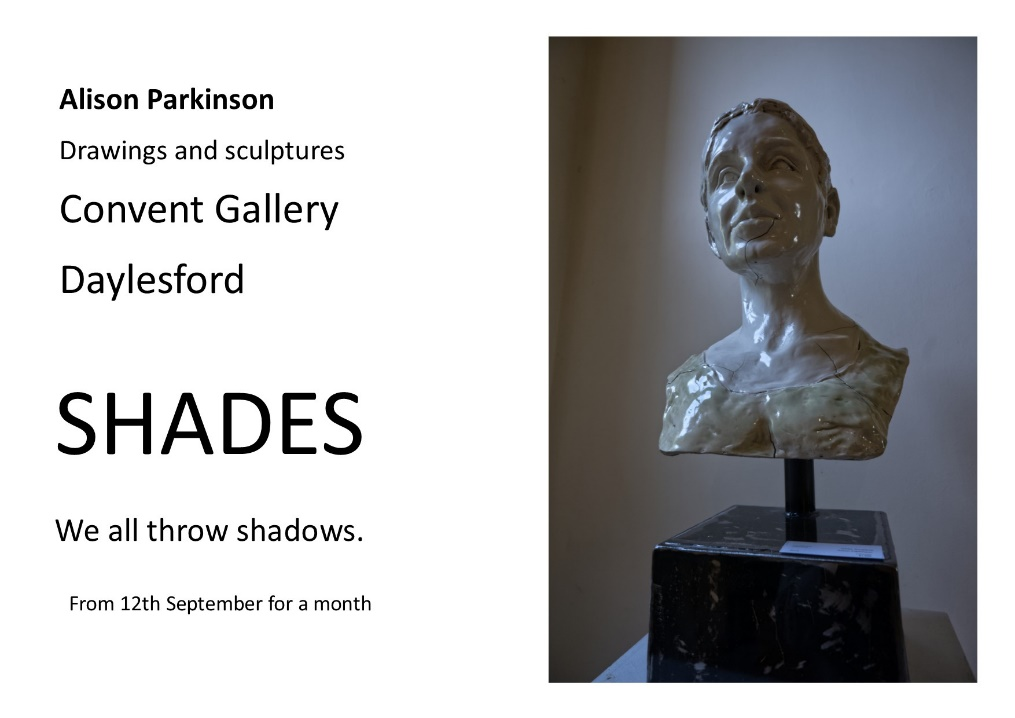 Alison Parkinson
Drawings and sculptures
Convent Gallery
Daylesford
SHADES
We all throw shadows.
From 12th September for a month